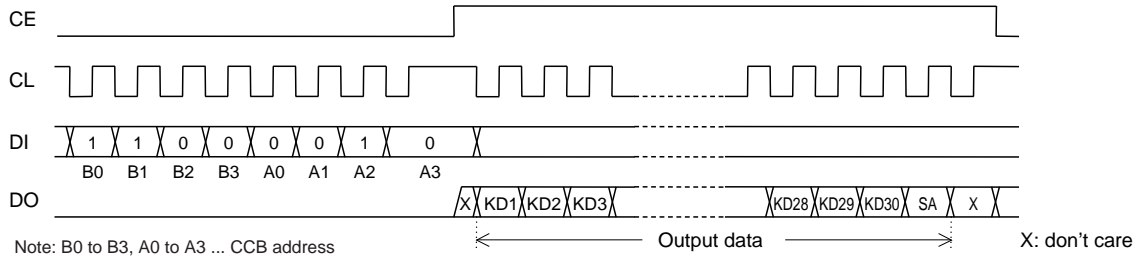 CE
CL
DI 1 1 0 0 0 0 1 0
B0 B1 B2 B3 A0 A1 A2 A3
DO X KD1 KD2 KD3 KD28 KD29 KD30 SA X
Note: B0 to B3, A0 to A3 ... CCB address Output data X: don't care